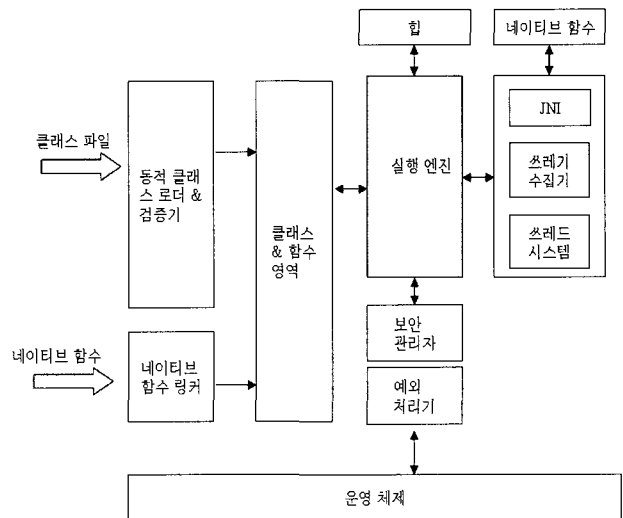 힙
네이티브 함수
클래스 파일
동적 클래
스 로더 &
검증기
클래스
& 함수
영역
실행 엔진
JNI
쓰레기
수집기
쓰레드
시스템
네이티브 함수
네이티브
함수 링커
보안
관리자
예외
처리기
운영 체제